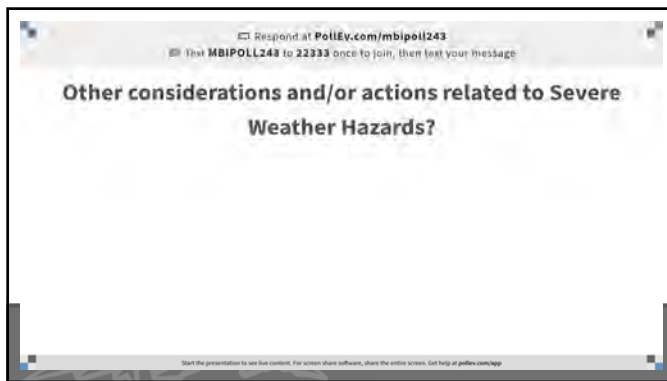 Respond at PollEv.com/mbipoll243
Text MBIPOLL243 to 22333 once to join, then text your message
Other considerations and/or actions related to Severe
Weather Hazards?
Start the presentation to see live content. For screen share software, share the entire screen. Get help at pollev.com/app